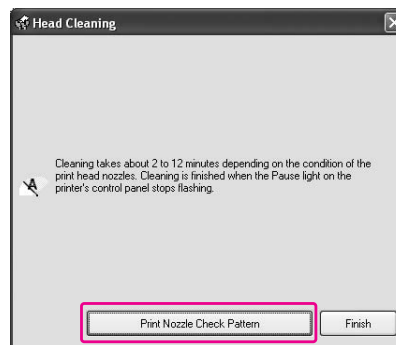 Head Cleaning
Cleaning takes about 2 to 12 minutes depending on the condition of the
print head nozzles. Cleaning is finished when the Pause light on the
printer's control panel stops flashing.
Print Nozzle Check Pattern
Finish